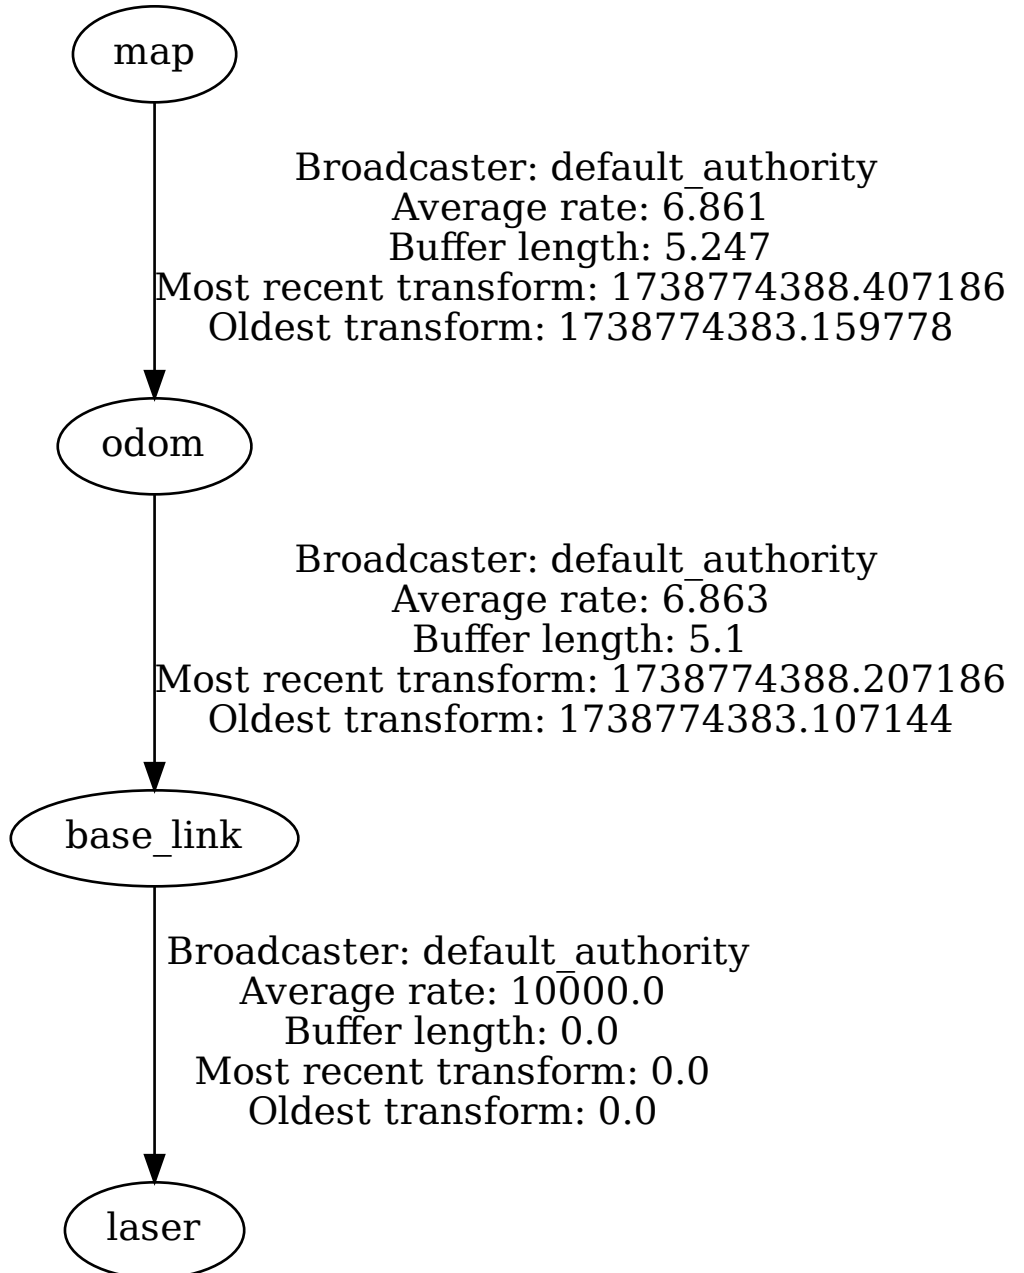 map
Broadcaster: default_authority
Average rate: 6.861
Buffer length: 5.247
Most recent transform: 1738774388.407186
Oldest transform: 1738774383.159778
odom
Broadcaster: default_authority
Average rate: 6.863
Buffer length: 5.1
Most recent transform: 1738774388.207186
Oldest transform: 1738774383.107144
base_link
Broadcaster: default_authority
Average rate: 10000.0
Buffer length: 0.0
Most recent transform: 0.0
Oldest transform: 0.0
laser